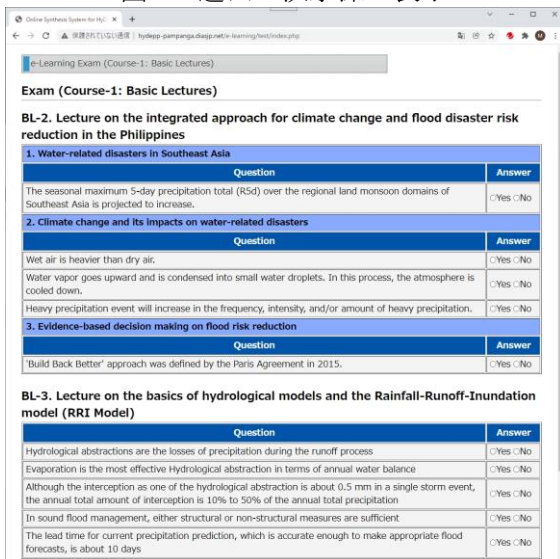 Online Synthesis System for HyD
保護されていない通信 | hydepp-pampanga.diasjp.net/e-learning/test/index.php
e-Learning Exam (Course-1: Basic Lectures)
Exam (Course-1: Basic Lectures)
BL-2. Lecture on the integrated approach for climate change and flood disaster risk
reduction in the Philippines
1. Water-related disasters in Southeast Asia
Question Answer
The seasonal maximum 5-day precipitation total (R5d) over the regional land monsoon domains of
Southeast Asia is projected to increase.
Yes No
2. Climate change and its impacts on water-related disasters
Question Answer
Wet air is heavier than dry air. Yes No
Water vapor goes upward and is condensed into small water droplets. In this process, the atmosphere is
cooled down.
Yes No
Heavy precipitation event will increase in the frequency, intensity, and/or amount of heavy precipitation. Yes No
3. Evidence-based decision making on flood risk reduction
Question Answer
'Build Back Better' approach was defined by the Paris Agreement in 2015. Yes No
BL-3. Lecture on the basics of hydrological models and the Rainfall-Runoff-Inundation
model (RRI Model)
Question Answer
Hydrological abstractions are the losses of precipitation during the runoff process Yes No
Evaporation is the most effective Hydrological abstraction in terms of annual water balance Yes No
Although the interception as one of the hydrological abstraction is about 0.5 mm in a single storm event,
the annual total amount of interception is 10% to 50% of the annual total precipitation
Yes No
In sound flood management, either structural or non-structural measures are sufficient Yes No
The lead time for current precipitation prediction, which is accurate enough to make appropriate flood
forecasts, is about 10 days
Yes No